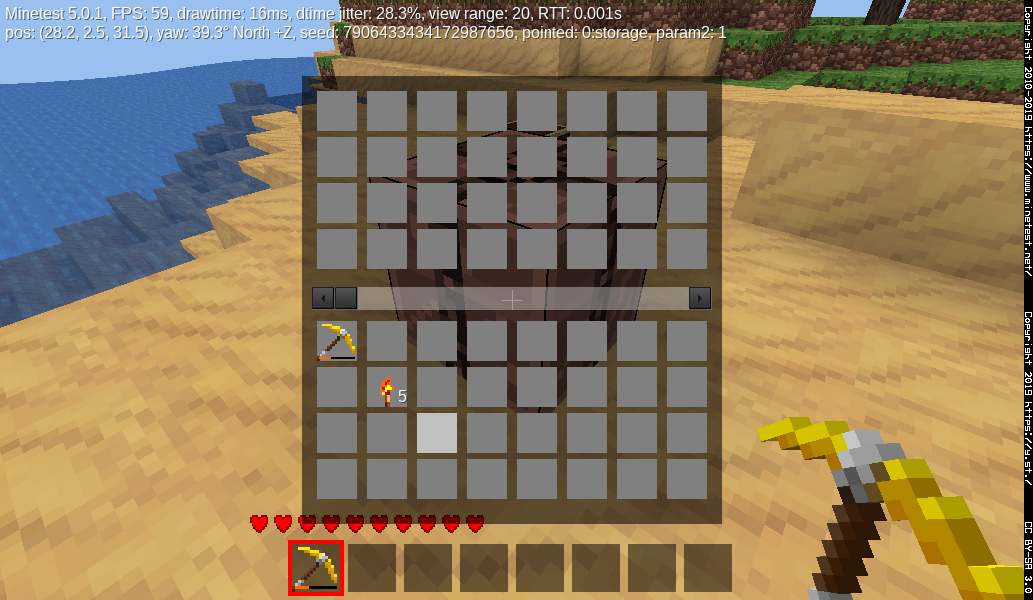 Minetest 5.0.1, FPS: 59, drawtime: 16ms, dtime jitter: 28.3%, view range: 20, RTT: 0.001s
pos: (28.2, 2.5, 31.5), yaw: 39.3° North +Z, seed: 7906433434172987656, pointed: 0:storage, param2: 1
5
Copyright 2010-2019 https://www.minetest.net/ Copyright 2019 https://9.st./ CC BY-SA 3.0